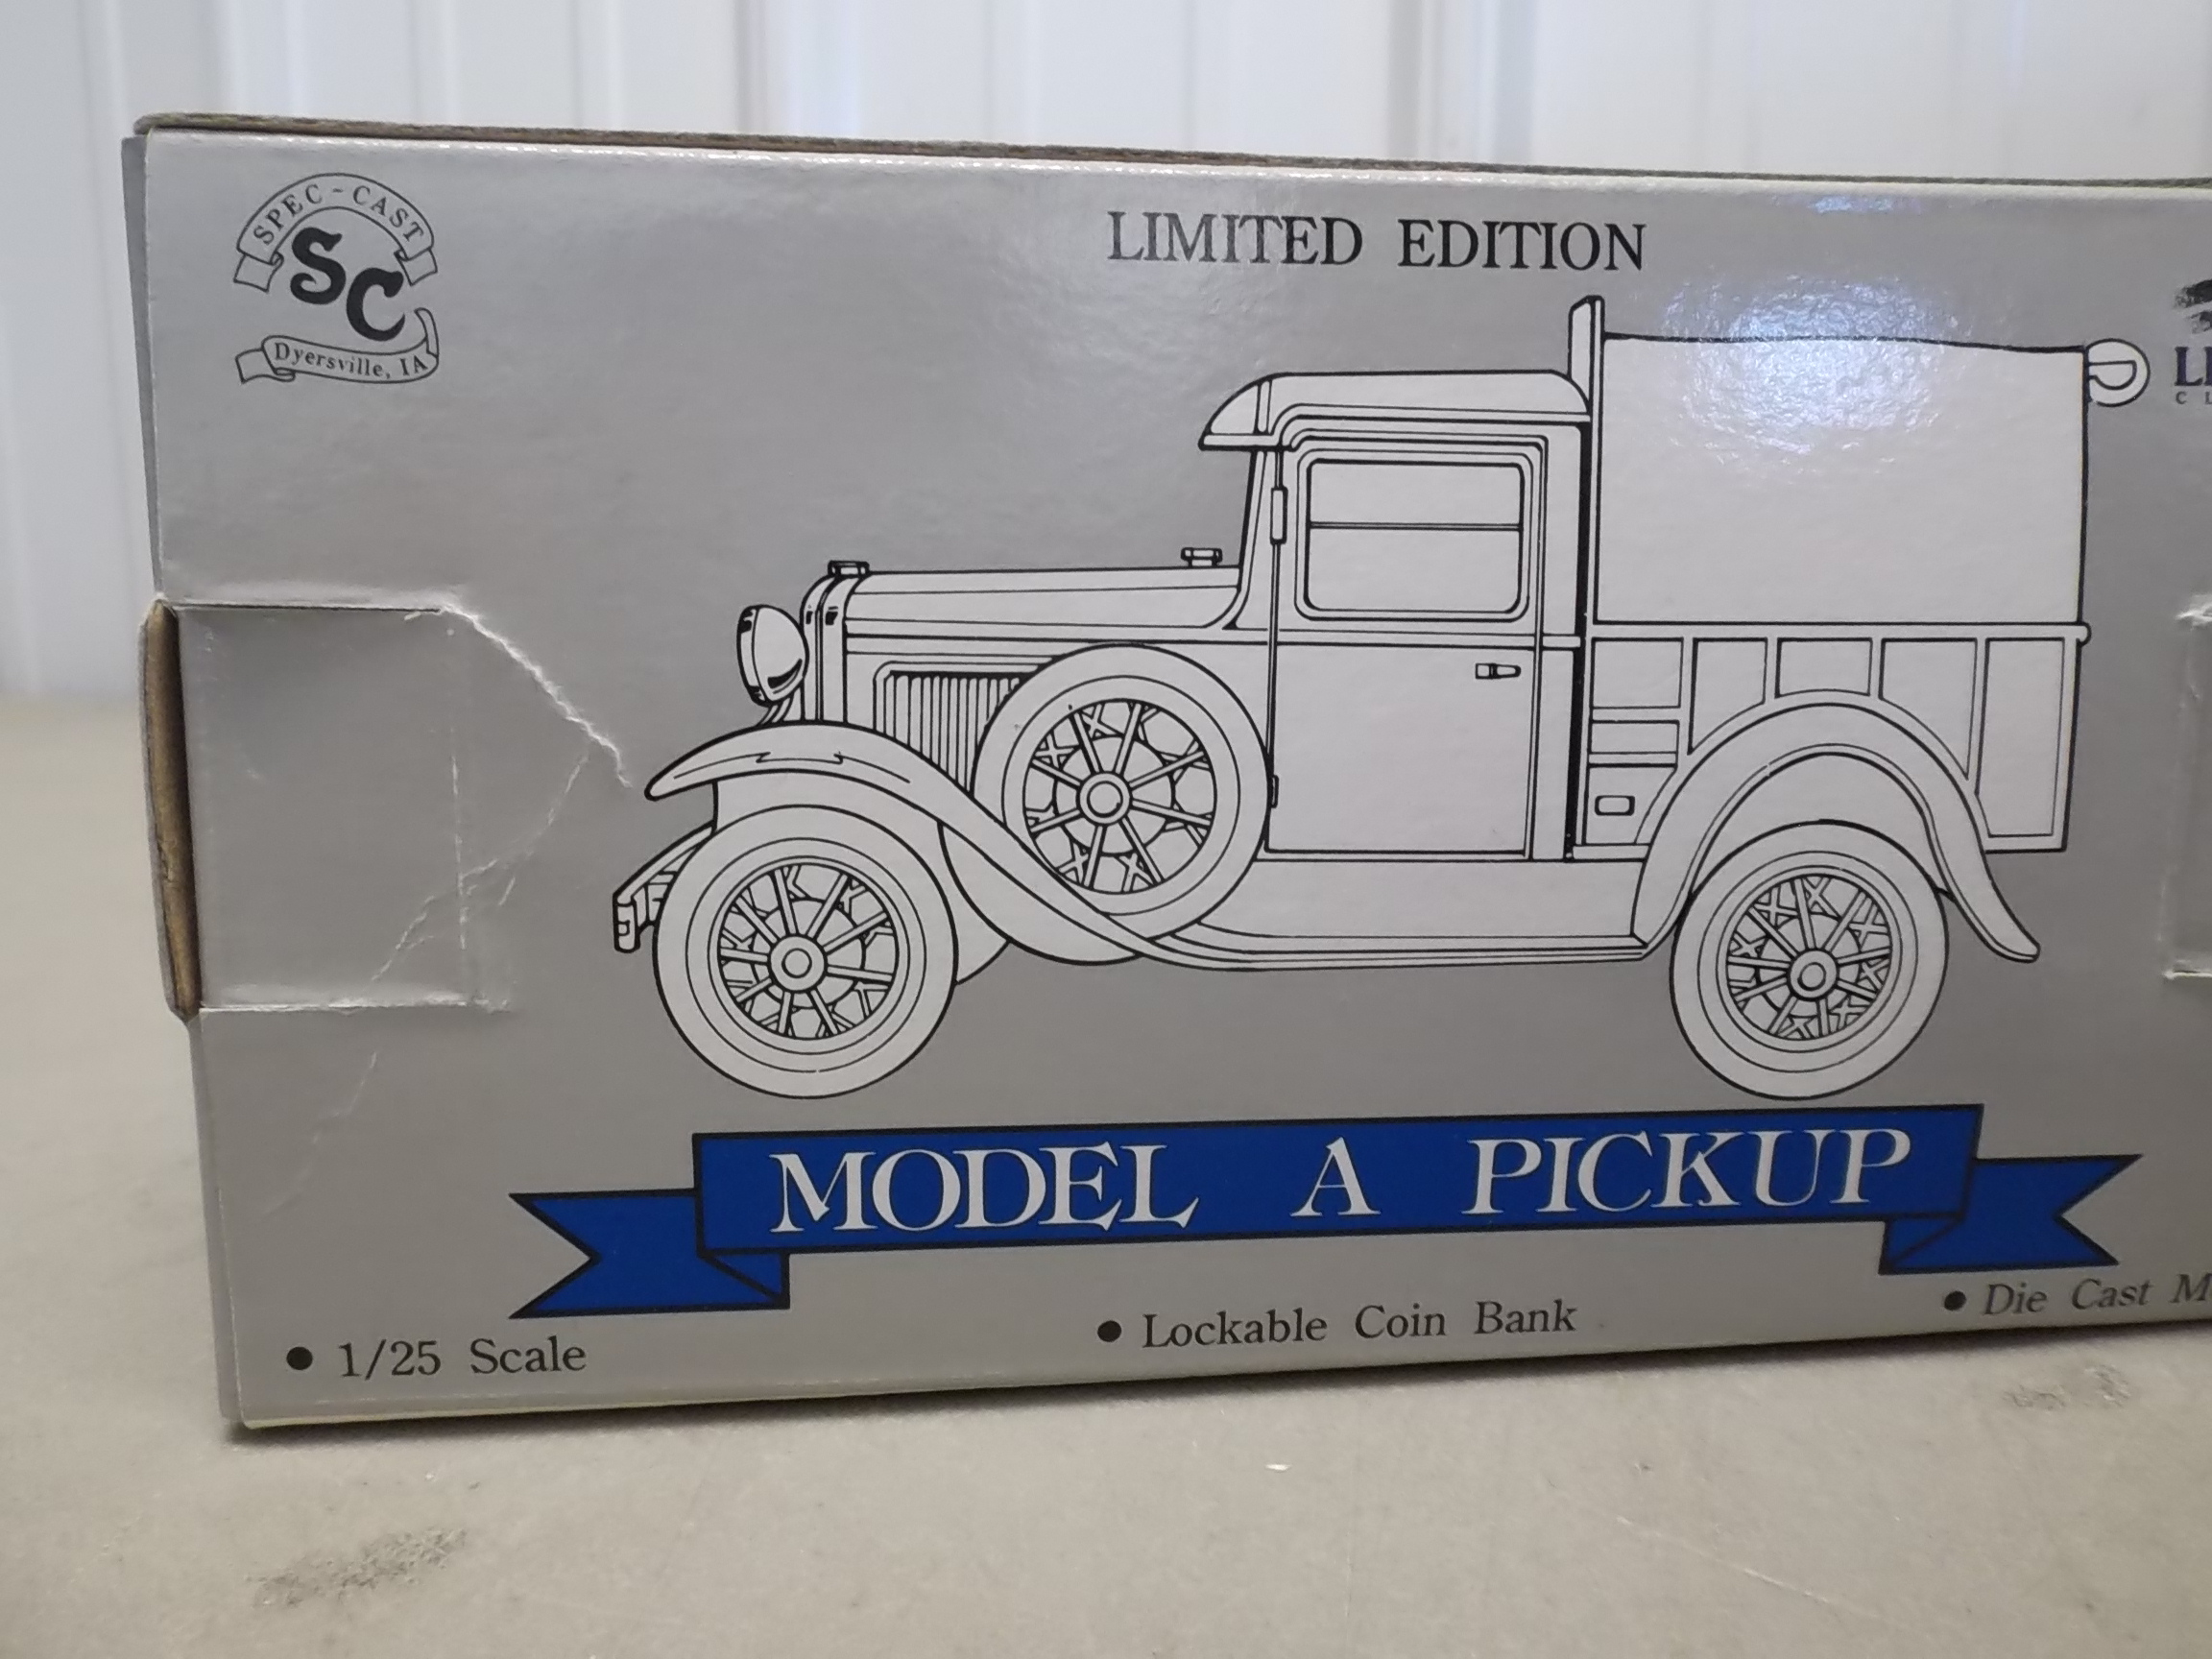 SPEC-CAST
SC
Dyersville, IA
LIMITED EDITION
MODEL A PICKUP
• 1/25 Scale
• Lockable Coin Bank
• Die Cast